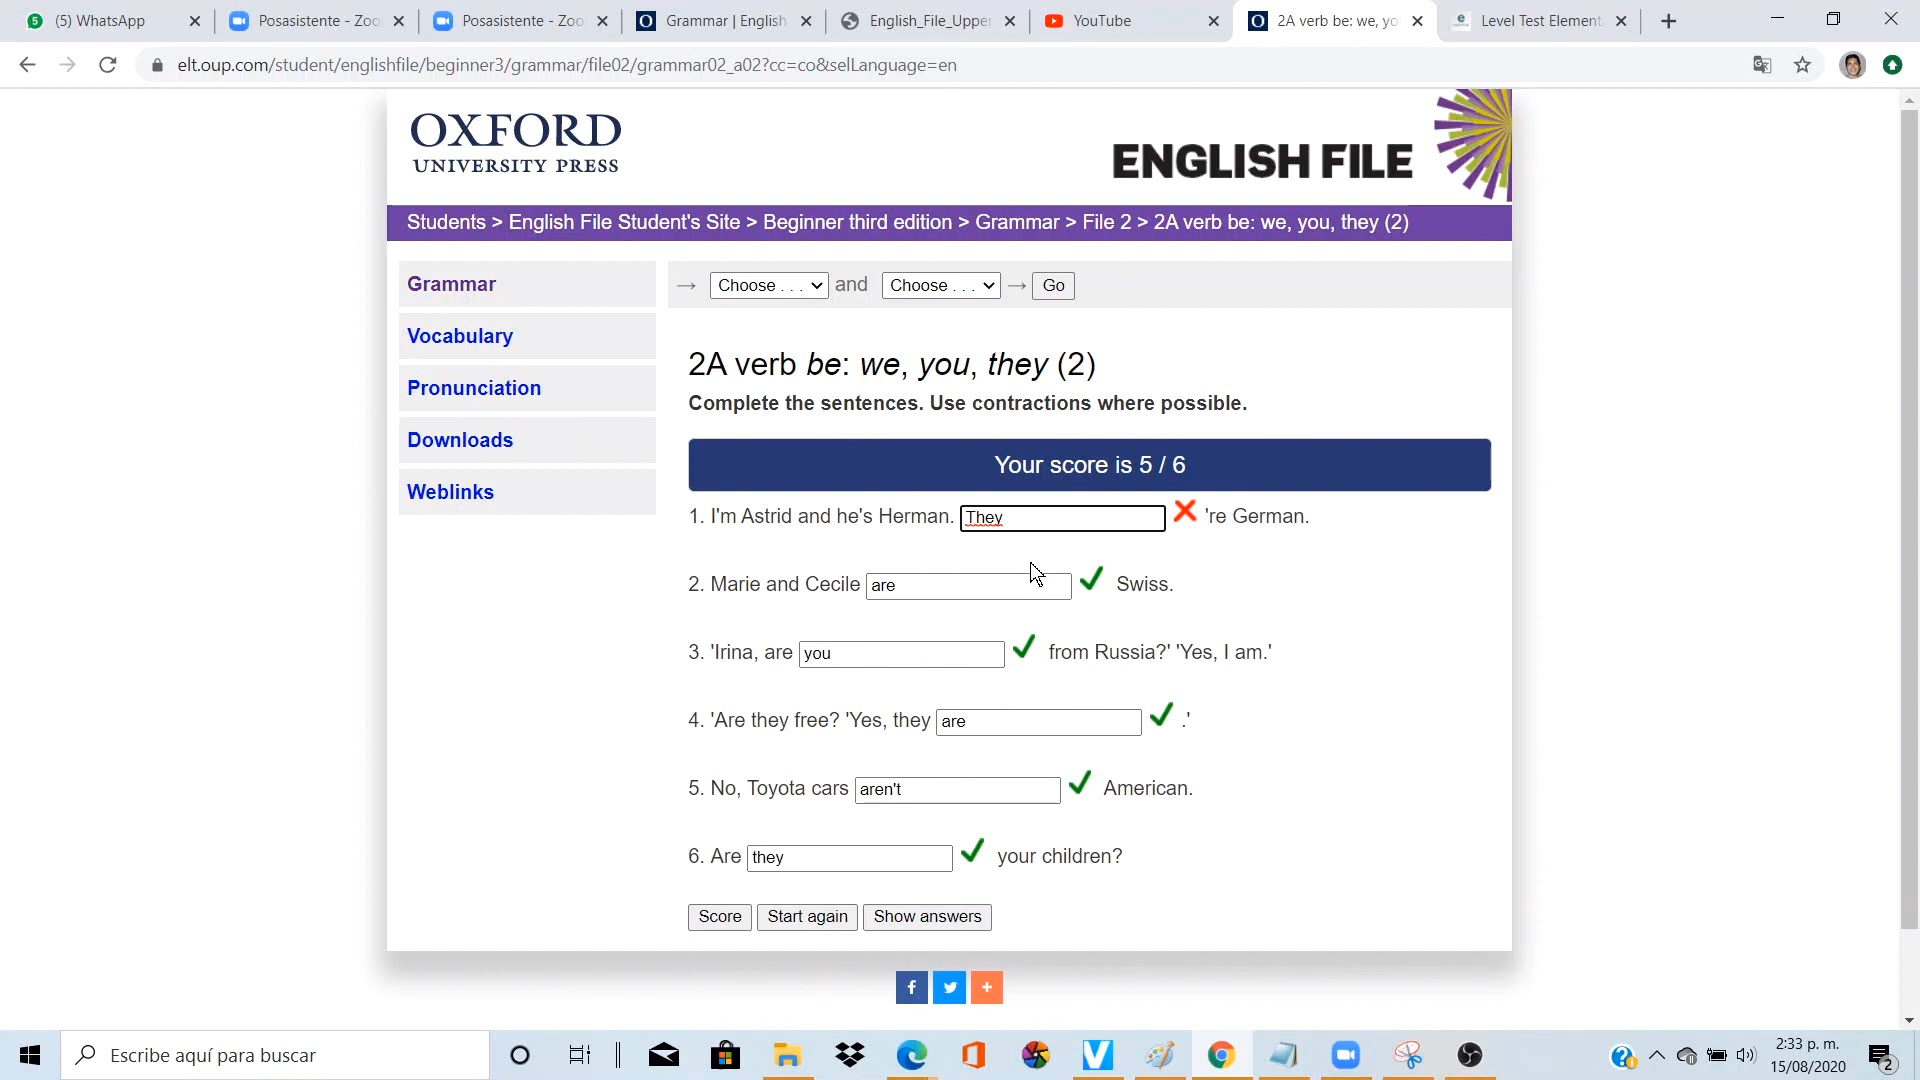 (5) WhatsApp
Posasistente - Zoo
Posasistente - Zoo
Grammar | English
English_File_Upper
YouTube
2A verb be: we, yo
Level Test Element
elt.oup.com/student/englishfile/beginner3/grammar/file02/grammar02_a02?cc=co&selLanguage=en
OXFORD
UNIVERSITY PRESS
ENGLISH FILE
Students > English File Student's Site > Beginner third edition > Grammar > File 2 > 2A verb be: we, you, they (2)
Grammar
Vocabulary
Pronunciation
Downloads
Weblinks
→ Choose . . . and Choose . . . → Go
2A verb be: we, you, they (2)
Complete the sentences. Use contractions where possible.
Your score is 5 / 6
1. I'm Astrid and he's Herman. They 're German.
2. Marie and Cecile are Swiss.
3. 'Irina, are you from Russia?' 'Yes, I am.'
4. 'Are they free? 'Yes, they are .'
5. No, Toyota cars aren't American.
6. Are they your children?
Score Start again Show answers
Escribe aquí para buscar
2:33 p. m.
15/08/2020
2